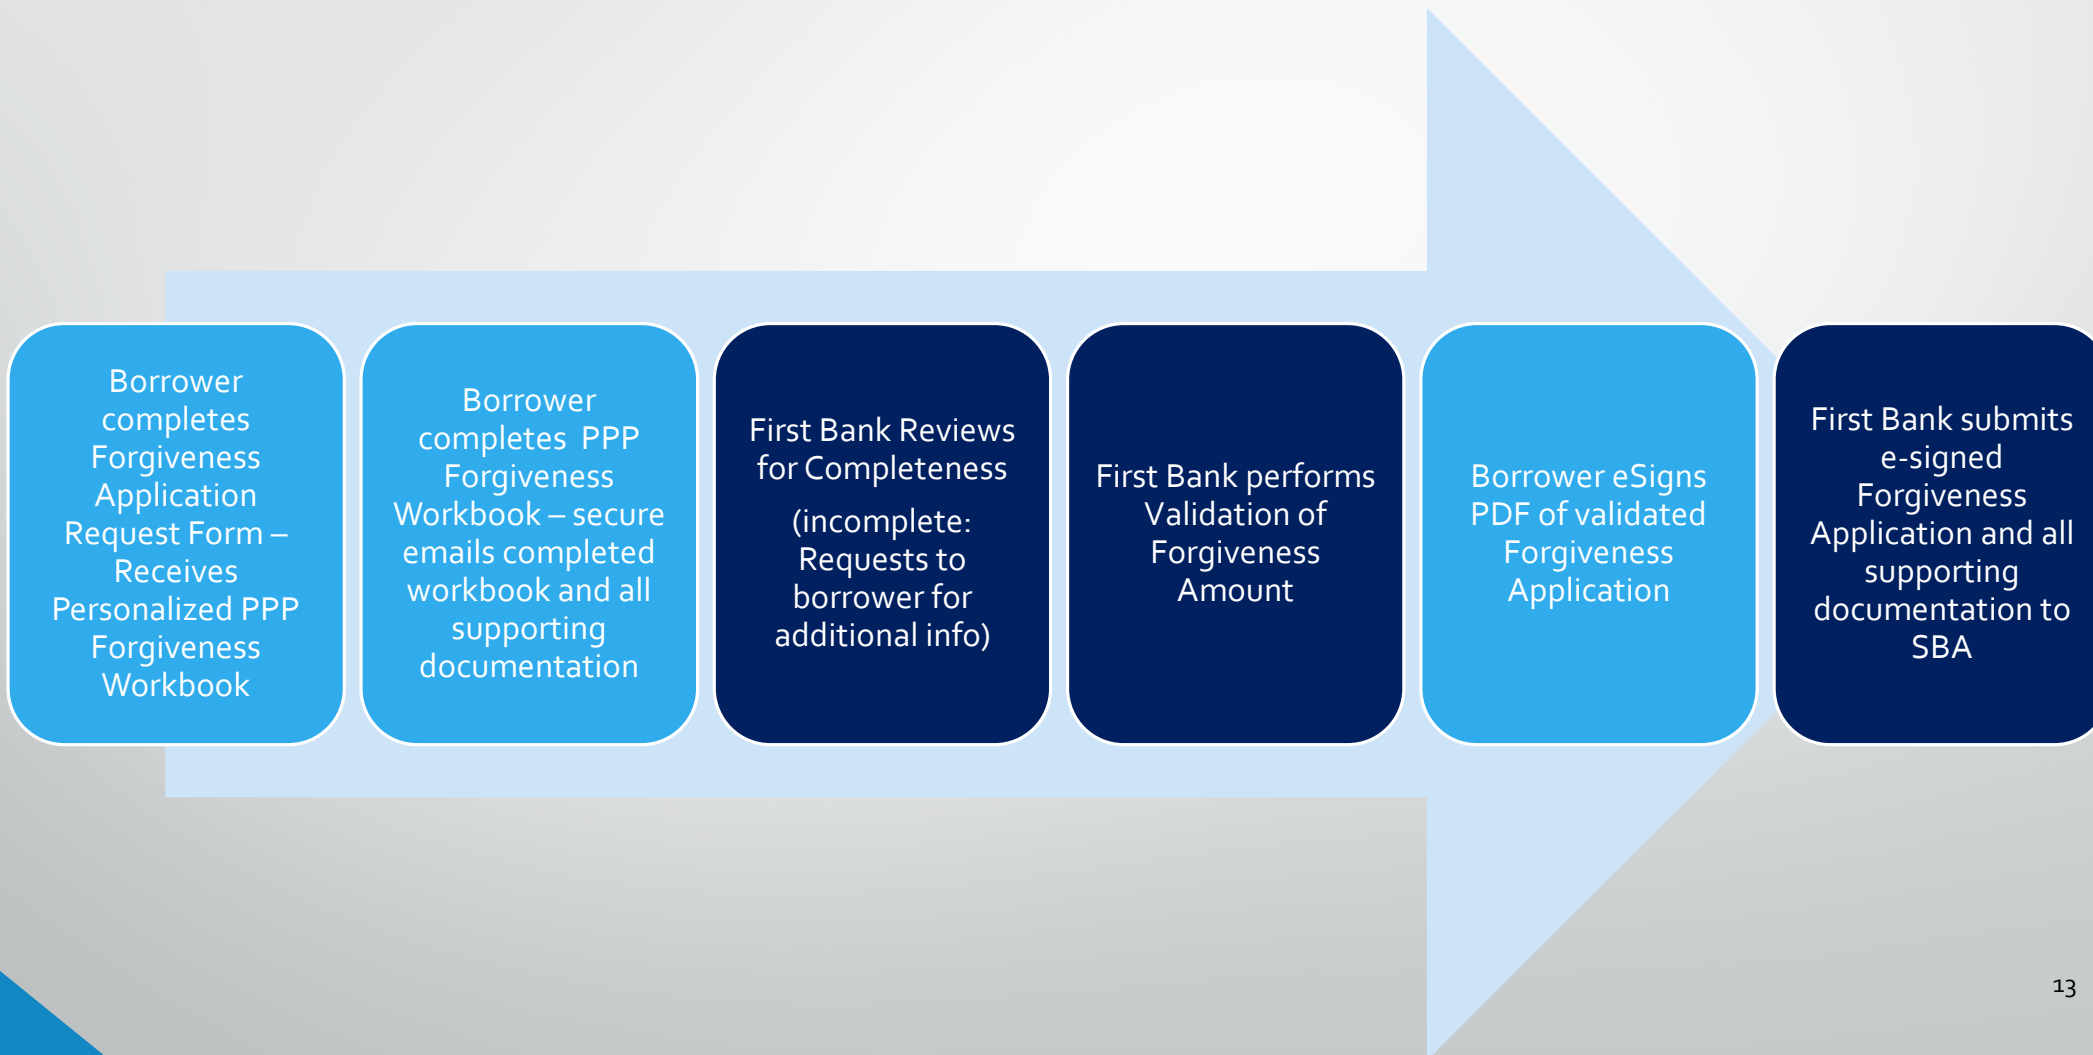 Borrower
completes
Forgiveness
Application
Request Form –
Receives
Personalized PPP
Forgiveness
Workbook
Borrower
completes  PPP
Forgiveness
Workbook – secure
emails completed
workbook and all
supporting
documentation
First Bank Reviews
for Completeness
(incomplete:
Requests to
borrower for
additional info)
First Bank performs
Validation of
Forgiveness
Amount
Borrower eSigns
PDF of validated
Forgiveness
Application
First Bank submits
e-signed
Forgiveness
Application and all
supporting
documentation to
SBA
13